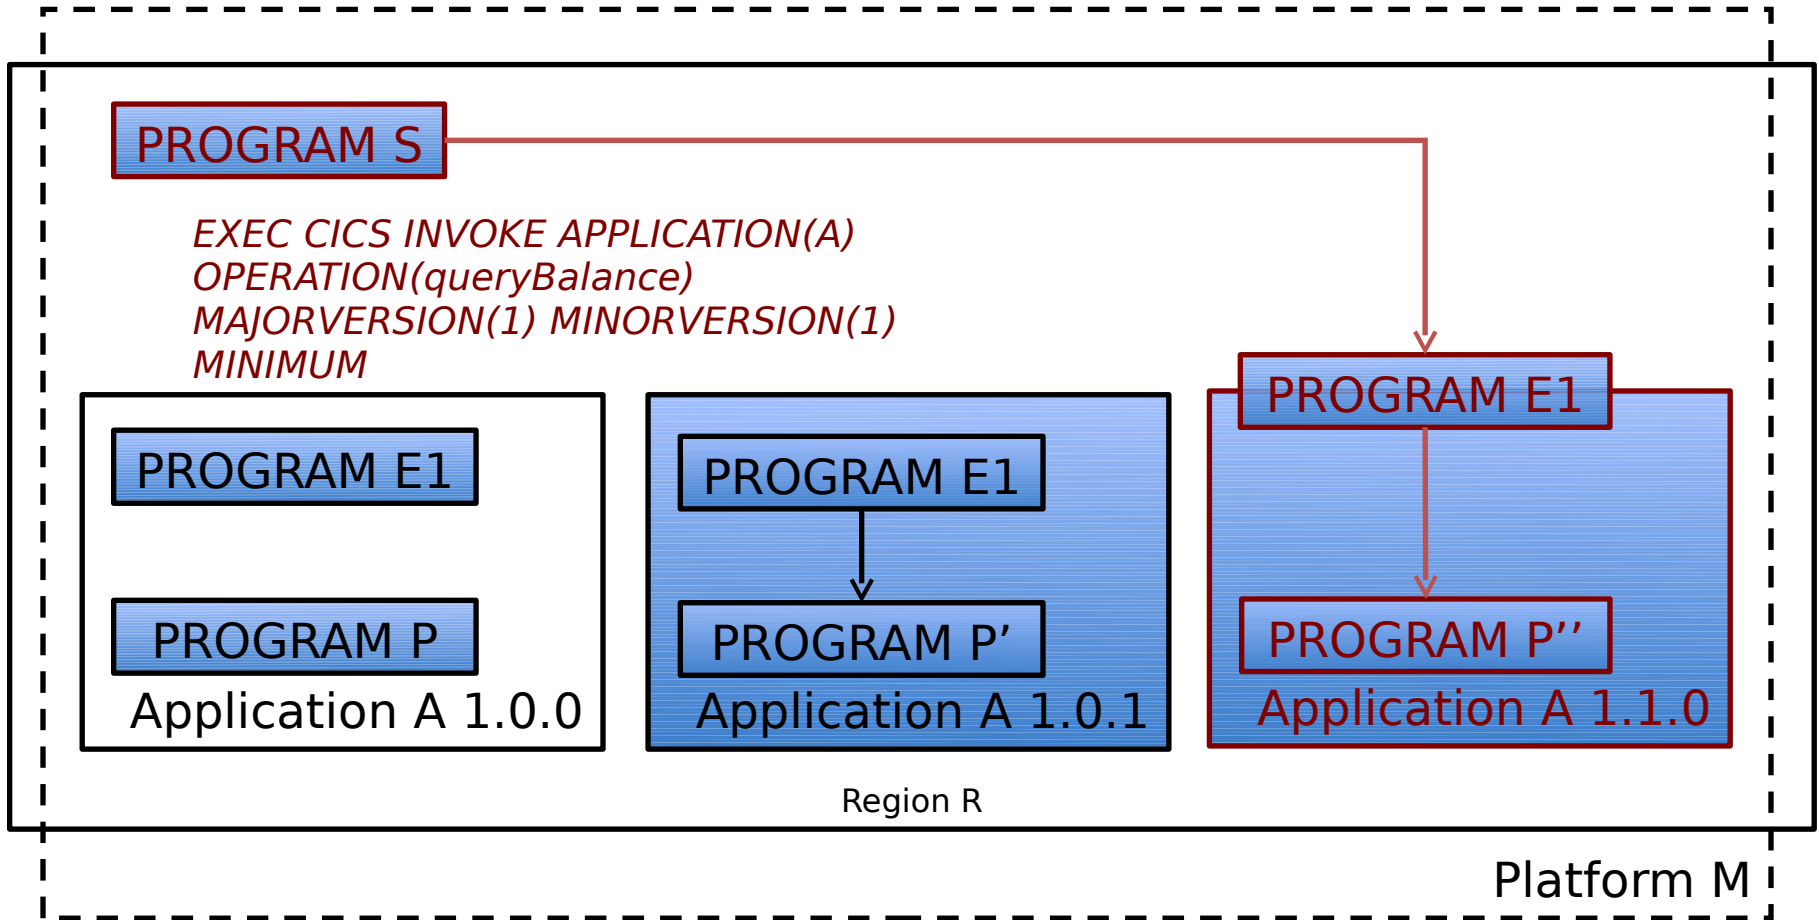 PROGRAM S
EXEC CICS INVOKE APPLICATION(A)
OPERATION(queryBalance)
MAJORVERSION(1) MINORVERSION(1)
MINIMUM
PROGRAM E1
PROGRAM P
Application A 1.0.0
PROGRAM E1
PROGRAM P’
Application A 1.0.1
PROGRAM E1
PROGRAM P’’
Application A 1.1.0
Region R
Platform M